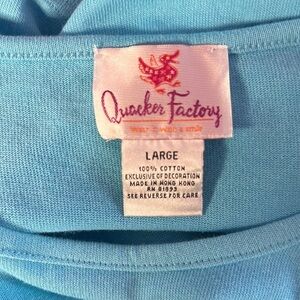 Quacker Factory
Wear it with a smile
LARGE
100% COTTON
EXCLUSIVE OF DECORATION
MADE IN HONG KONG
RN 81893
SEE REVERSE FOR CARE